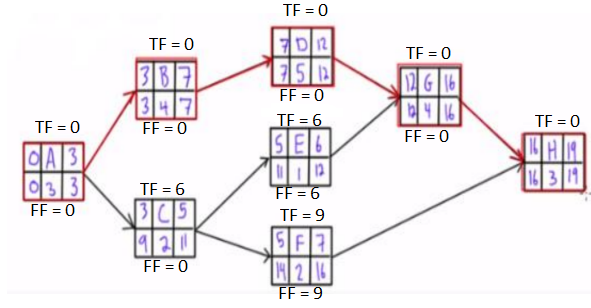 TF = 0
7 D 12
7 5 12
FF = 0
TF = 0
3 B 7
3 4 7
FF = 0
TF = 0
12 G 16
12 4 16
FF = 0
TF = 0
0 A 3
0 3 3
FF = 0
TF = 6
5 E 6
11 1 12
FF = 6
TF = 0
16 H 19
16 3 19
TF = 6
3 C 5
9 2 11
FF = 0
TF = 9
5 F 7
14 2 16
FF = 9